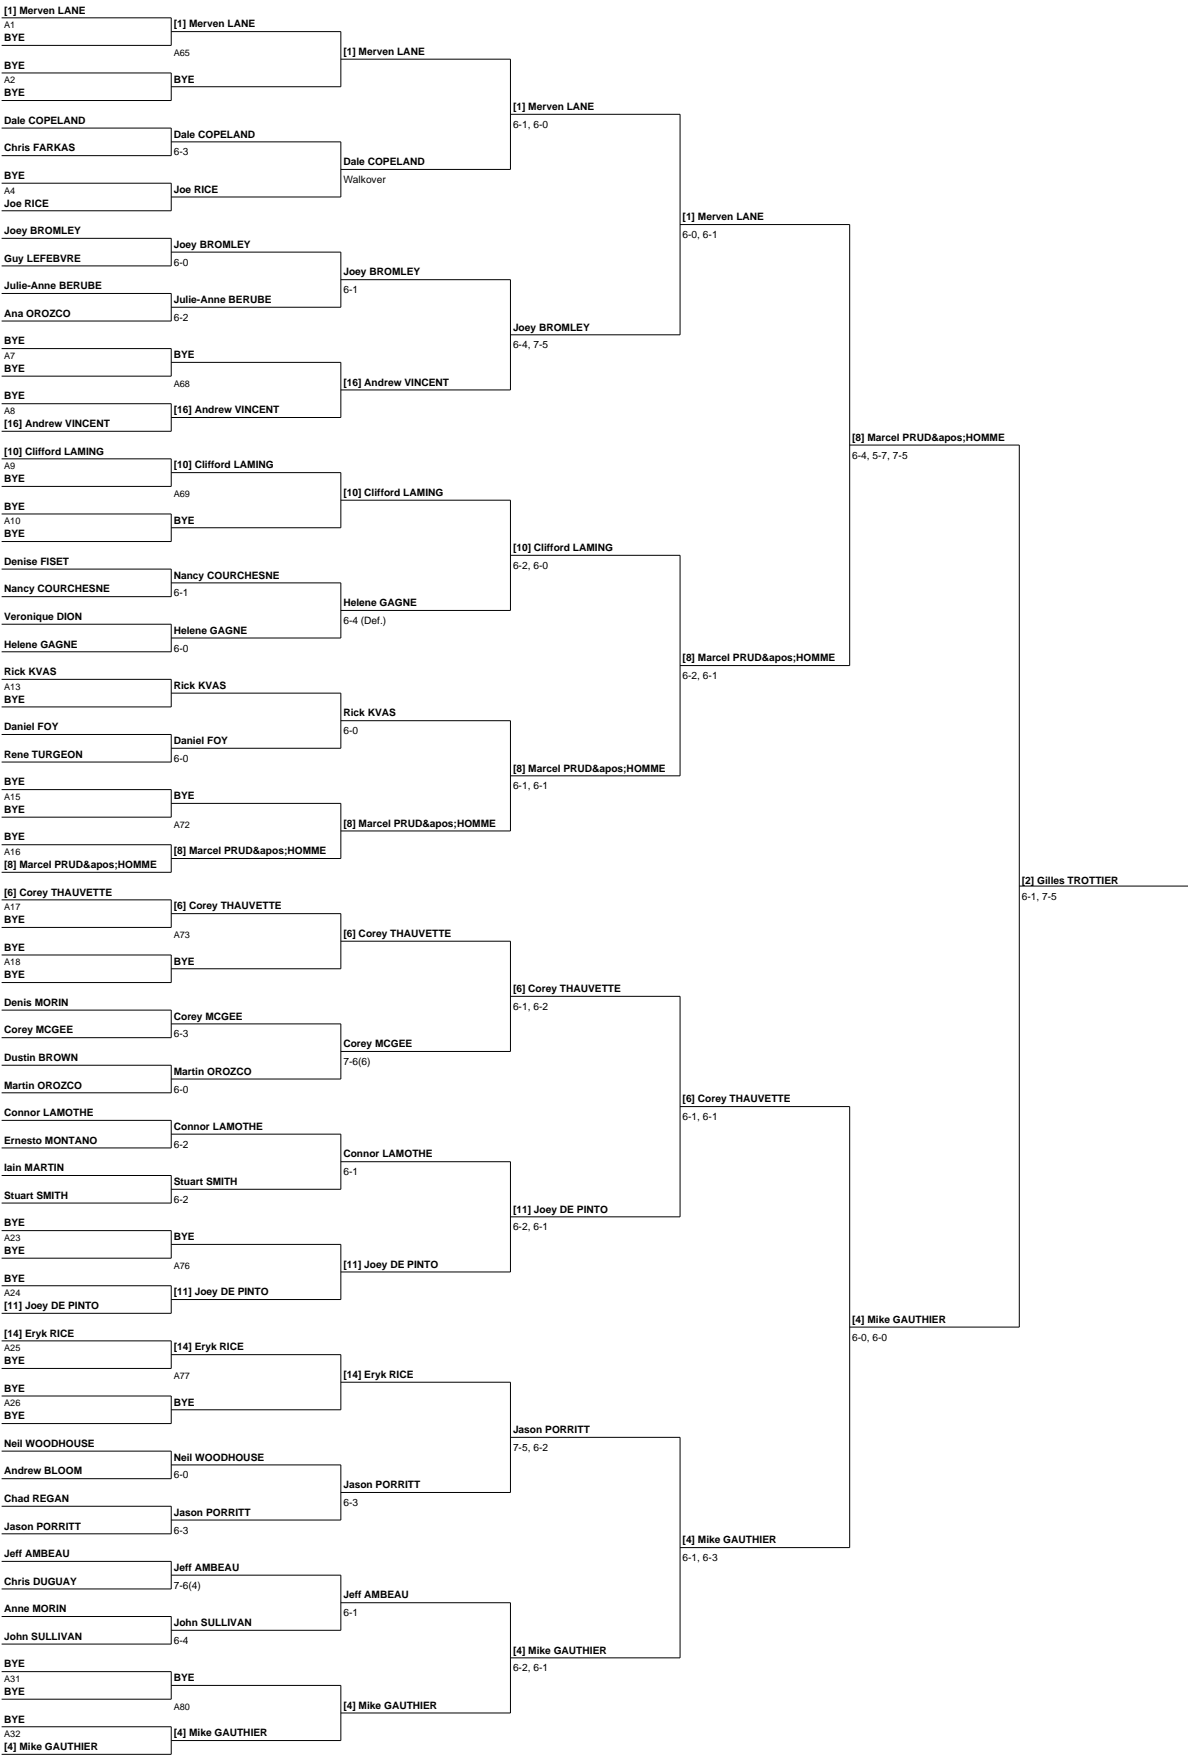 [1] Merven LANE
A1
BYE
BYE
A2
BYE
Dale COPELAND
Chris FARKAS
BYE
A4
Joe RICE
Joey BROMLEY
Guy LEFEBVRE
Julie-Anne BERUBE
Ana OROZCO
BYE
A7
BYE
BYE
A8
[16] Andrew VINCENT
[10] Clifford LAMING
A9
BYE
BYE
A10
BYE
Denise FISET
Nancy COURCHESNE
Veronique DION
Helene GAGNE
Rick KVAS
A13
BYE
Daniel FOY
Rene TURGEON
BYE
A15
BYE
BYE
A16
[8] Marcel PRUD&apos;HOMME
[6] Corey THAUVETTE
A17
BYE
BYE
A18
BYE
Denis MORIN
Corey MCGEE
Dustin BROWN
Martin OROZCO
Connor LAMOTHE
Ernesto MONTANO
Iain MARTIN
Stuart SMITH
BYE
A23
BYE
BYE
A24
[11] Joey DE PINTO
[14] Eryk RICE
A25
BYE
BYE
A26
BYE
Neil WOODHOUSE
Andrew BLOOM
Chad REGAN
Jason PORRITT
Jeff AMBEAU
Chris DUGUAY
Anne MORIN
John SULLIVAN
BYE
A31
BYE
BYE
A32
[4] Mike GAUTHIER
[1] Merven LANE
A65
BYE
Dale COPELAND
6-3
Joe RICE
Joey BROMLEY
6-0
Julie-Anne BERUBE
6-2
BYE
A68
[16] Andrew VINCENT
[10] Clifford LAMING
A69
BYE
Nancy COURCHESNE
6-1
Helene GAGNE
6-0
Rick KVAS
Daniel FOY
6-0
BYE
A72
[8] Marcel PRUD&apos;HOMME
[6] Corey THAUVETTE
A73
BYE
Corey MCGEE
6-3
Martin OROZCO
6-0
Connor LAMOTHE
6-2
Stuart SMITH
6-2
BYE
A76
[11] Joey DE PINTO
[14] Eryk RICE
A77
BYE
Neil WOODHOUSE
6-0
Jason PORRITT
6-3
Jeff AMBEAU
7-6(4)
John SULLIVAN
6-4
BYE
A80
[4] Mike GAUTHIER
[1] Merven LANE
Dale COPELAND
Walkover
Joey BROMLEY
6-1
[16] Andrew VINCENT
[10] Clifford LAMING
Helene GAGNE
6-4 (Def.)
Rick KVAS
6-0
[8] Marcel PRUD&apos;HOMME
[6] Corey THAUVETTE
Corey MCGEE
7-6(6)
Connor LAMOTHE
6-1
[11] Joey DE PINTO
[14] Eryk RICE
Jason PORRITT
6-3
Jeff AMBEAU
6-1
[4] Mike GAUTHIER
[1] Merven LANE
6-1, 6-0
Joey BROMLEY
6-4, 7-5
[10] Clifford LAMING
6-2, 6-0
[8] Marcel PRUD&apos;HOMME
6-1, 6-1
[6] Corey THAUVETTE
6-1, 6-2
[11] Joey DE PINTO
6-2, 6-1
Jason PORRITT
7-5, 6-2
[4] Mike GAUTHIER
6-2, 6-1
[1] Merven LANE
6-0, 6-1
[8] Marcel PRUD&apos;HOMME
6-2, 6-1
[6] Corey THAUVETTE
6-1, 6-1
[4] Mike GAUTHIER
6-1, 6-3
[8] Marcel PRUD&apos;HOMME
6-4, 5-7, 7-5
[4] Mike GAUTHIER
6-0, 6-0
[2] Gilles TROTTIER
6-1, 7-5